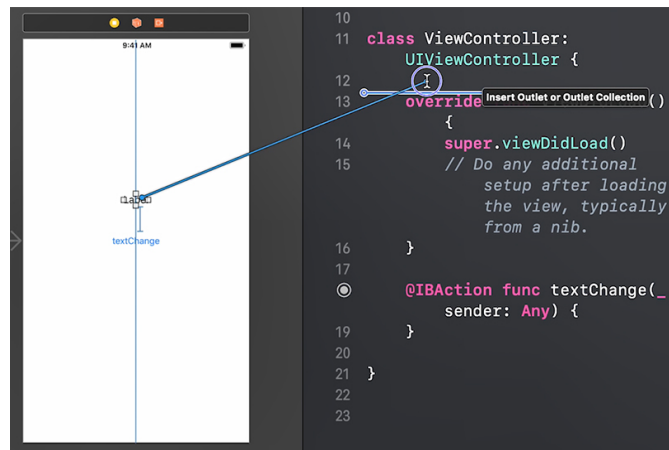 9:41 AM
Label
textChange
10
11 class ViewController:
UIViewController {
12
Insert Outlet or Outlet Collection
13 override ()
{
14 super.viewDidLoad()
15 // Do any additional
setup after loading
the view, typically
from a nib.
16 }
17
@IBAction func textChange(_
sender: Any) {
19 }
20
21 }
22
23